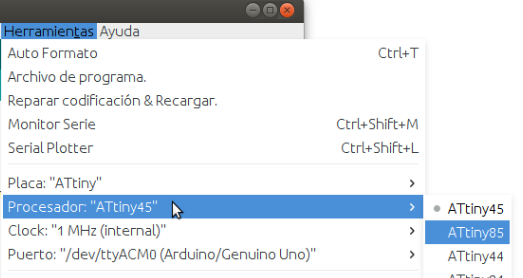 Herramientas Ayuda
Auto Formato Ctrl+T
Archivo de programa.
Reparar codificación & Recargar.
Monitor Serie Ctrl+Shift+M
Serial Plotter Ctrl+Shift+L
Placa: "ATtiny"
Procesador: "ATtiny45"
ATtiny45
Clock: "1 MHz (internal)"
ATtiny85
Puerto: "/dev/ttyACM0 (Arduino/Genuino Uno)"
ATtiny44